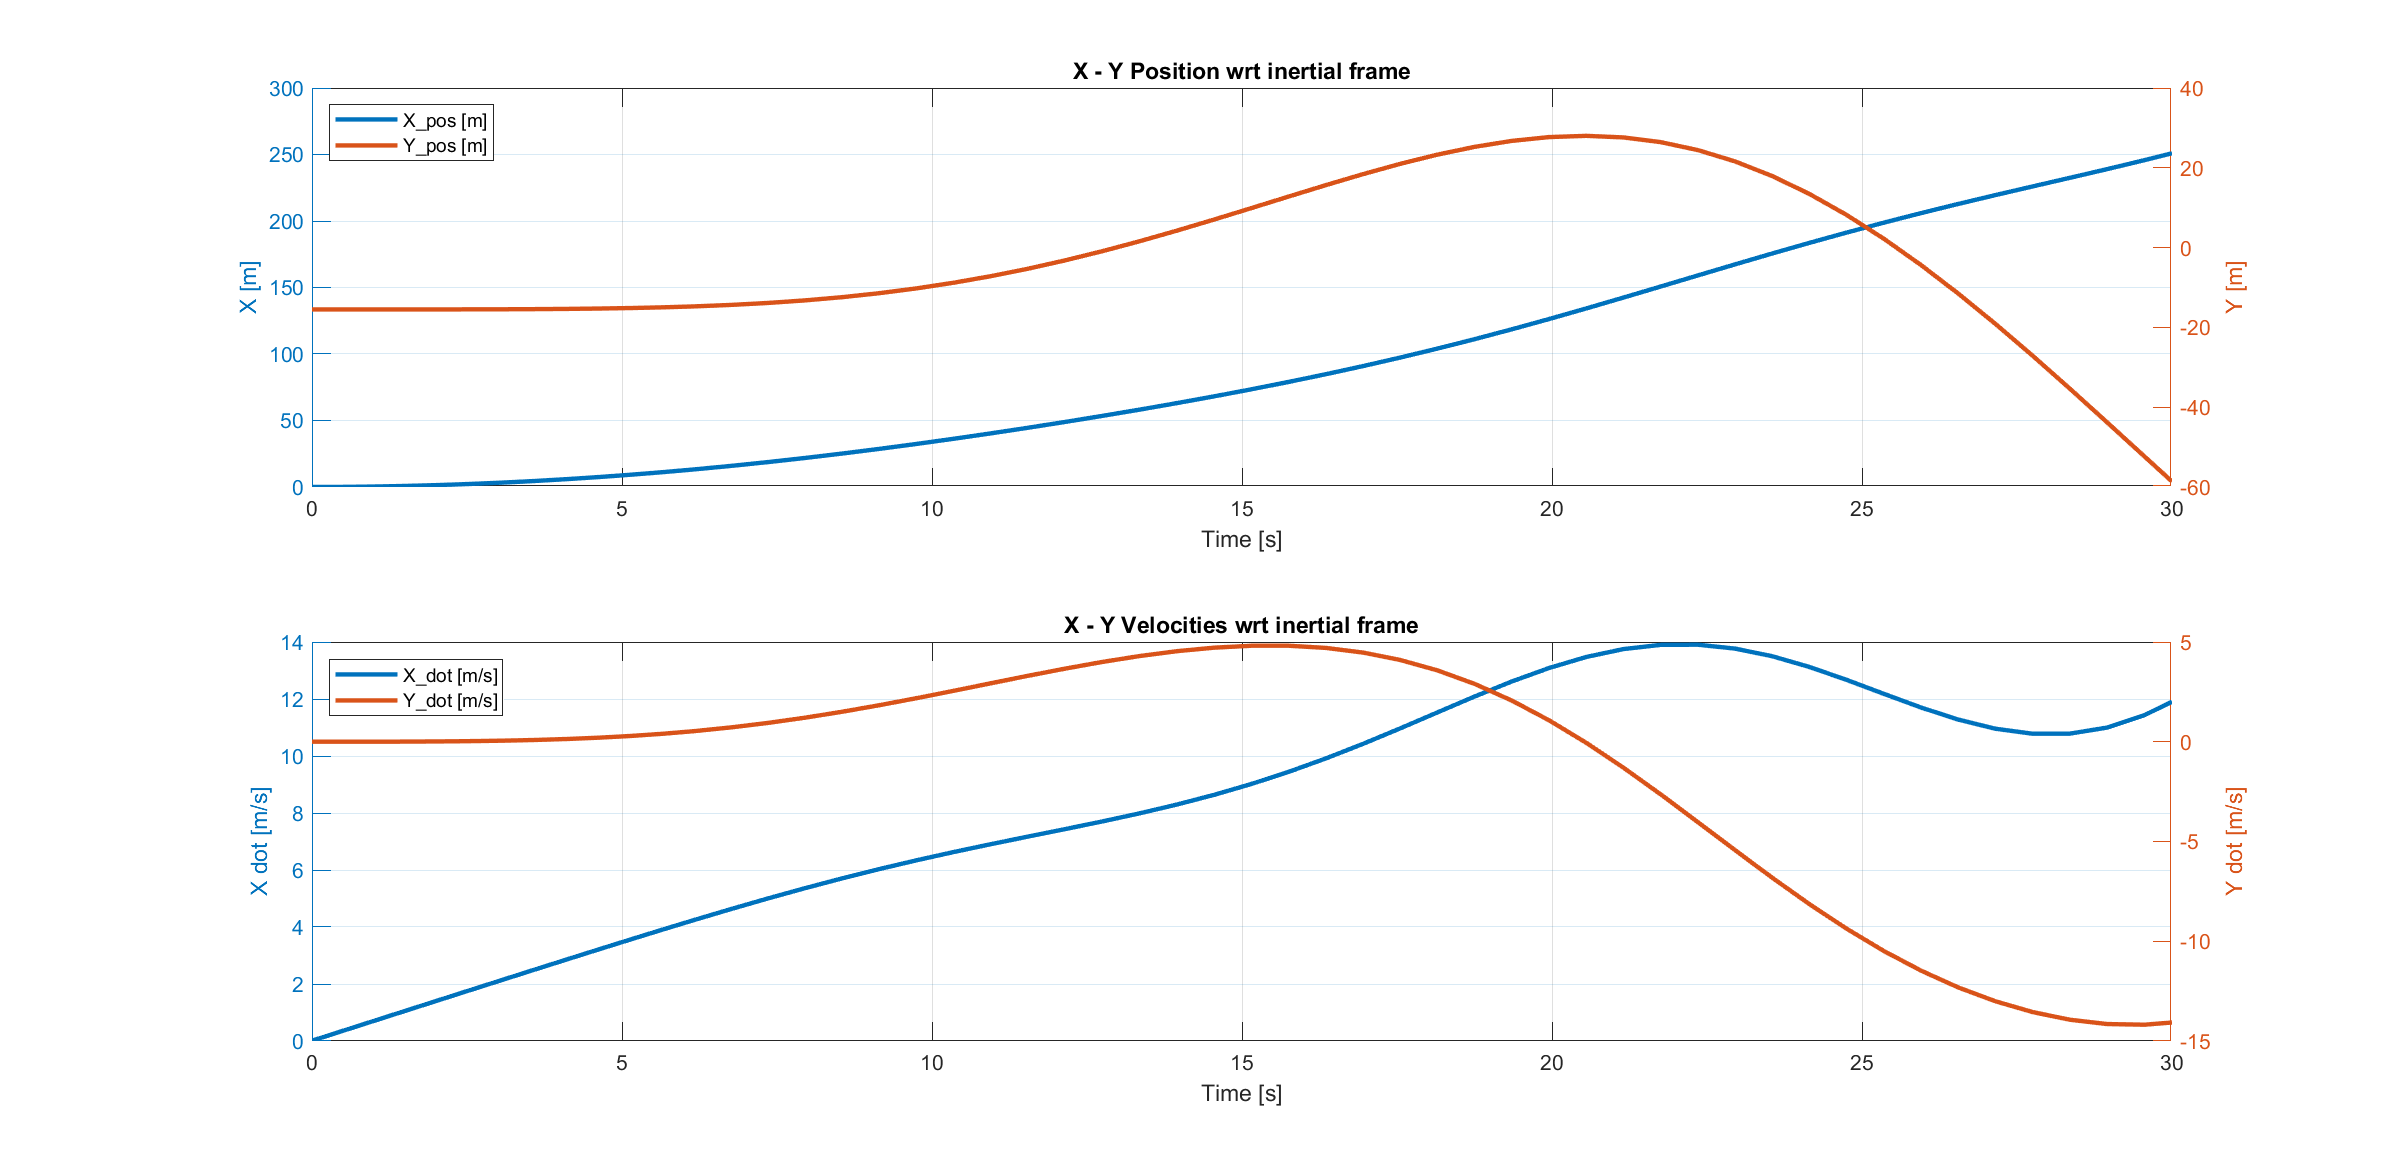 X - Y Position wrt inertial frame
300
250
200
150
100
50
0
X [m]
X_pos [m]
Y_pos [m]
40
20
0
-20
-40
-60
Y [m]
0 5 10 15 20 25 30
Time [s]
X - Y Velocities wrt inertial frame
14
12
10
8
6
4
2
0
X dot [m/s]
X_dot [m/s]
Y_dot [m/s]
5
0
-5
-10
-15
Y dot [m/s]
0 5 10 15 20 25 30
Time [s]